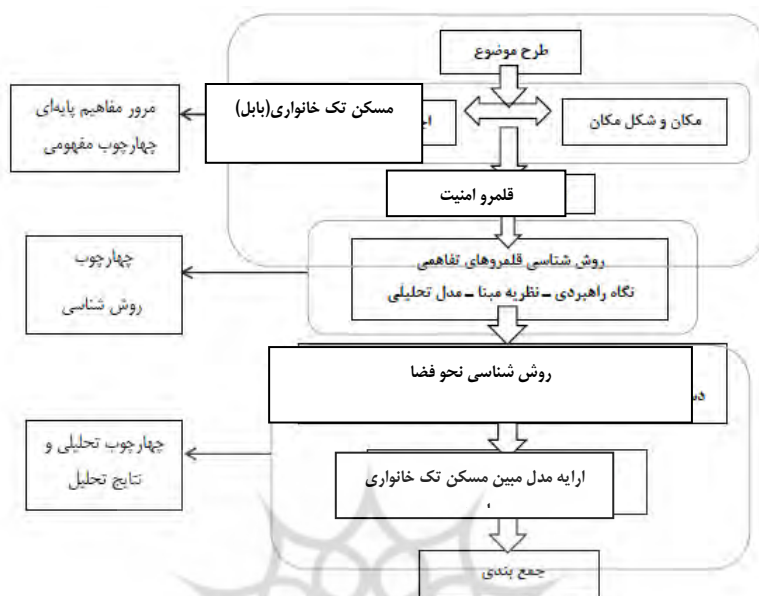 طرح موضوع
مکان و شکل مکان
مسکن تک خانواری(بابل)
مرور مفاهیم پایه‌ای
چهارچوب مفهومی
قلمرو امنیت
روش شناسی قلمروهای تفاهمی
نگاه راهبردی – نظریه مبنا – مدل تحلیلی
چهارچوب
روش شناسی
روش شناسی نحو فضا
ارایه مدل مبین مسکن تک خانواری
چهارچوب تحلیلی و
نتایج تحلیل
جمع بندی